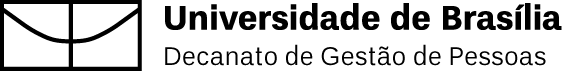 Universidade de Brasília
Decanato de Gestão de Pessoas